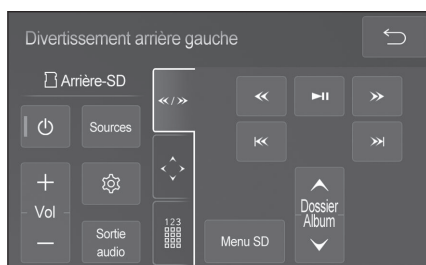 Divertissement arrière gauche
Arrière-SD
Sources
+
Vol
—
Sortie
audio
123
Dossier
Album
Menu SD